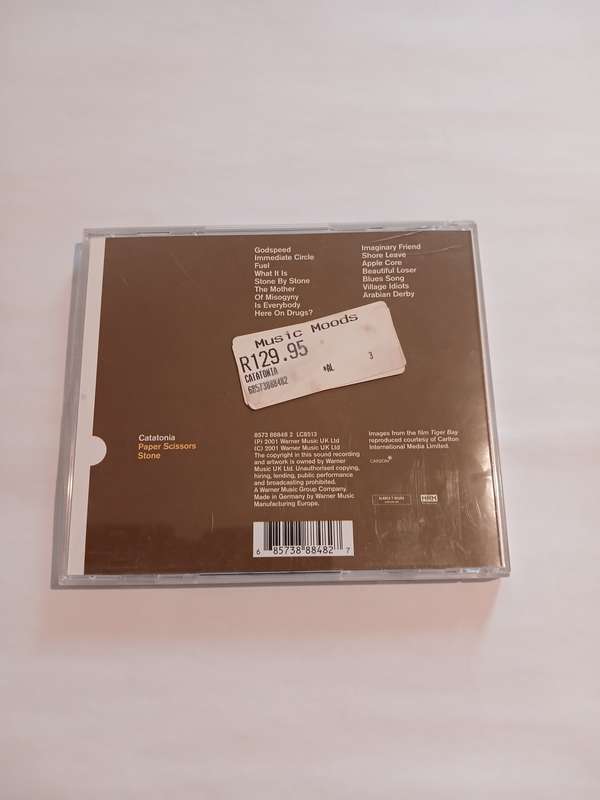 Godspeed
Immediate Circle
Fuel
What It Is
Stone By Stone
The Mother
Of Misogyny
Is Everybody
Here On Drugs?
Imaginary Friend
Shore Leave
Apple Core
Beautiful Loser
Blues Song
Village Idiots
Arabian Derby
Music Moods
R129.95
CATATONIA
68573888482
*AL 3
Catatonia
Paper Scissors
Stone
8573 88848 2 LC8513
(P) 2001 Warner Music UK Ltd
(C) 2001 Warner Music UK Ltd
The copyright in this sound recording
and artwork is owned by Warner
Music UK Ltd. Unauthorised copying,
hiring, lending, public performance
and broadcasting prohibited.
A Warner Music Group Company.
Made in Germany by Warner Music
Manufacturing Europe.
Images from the film Tiger Bay
reproduced courtesy of Carlton
International Media Limited.
CARLTON
6 85738 88482 7